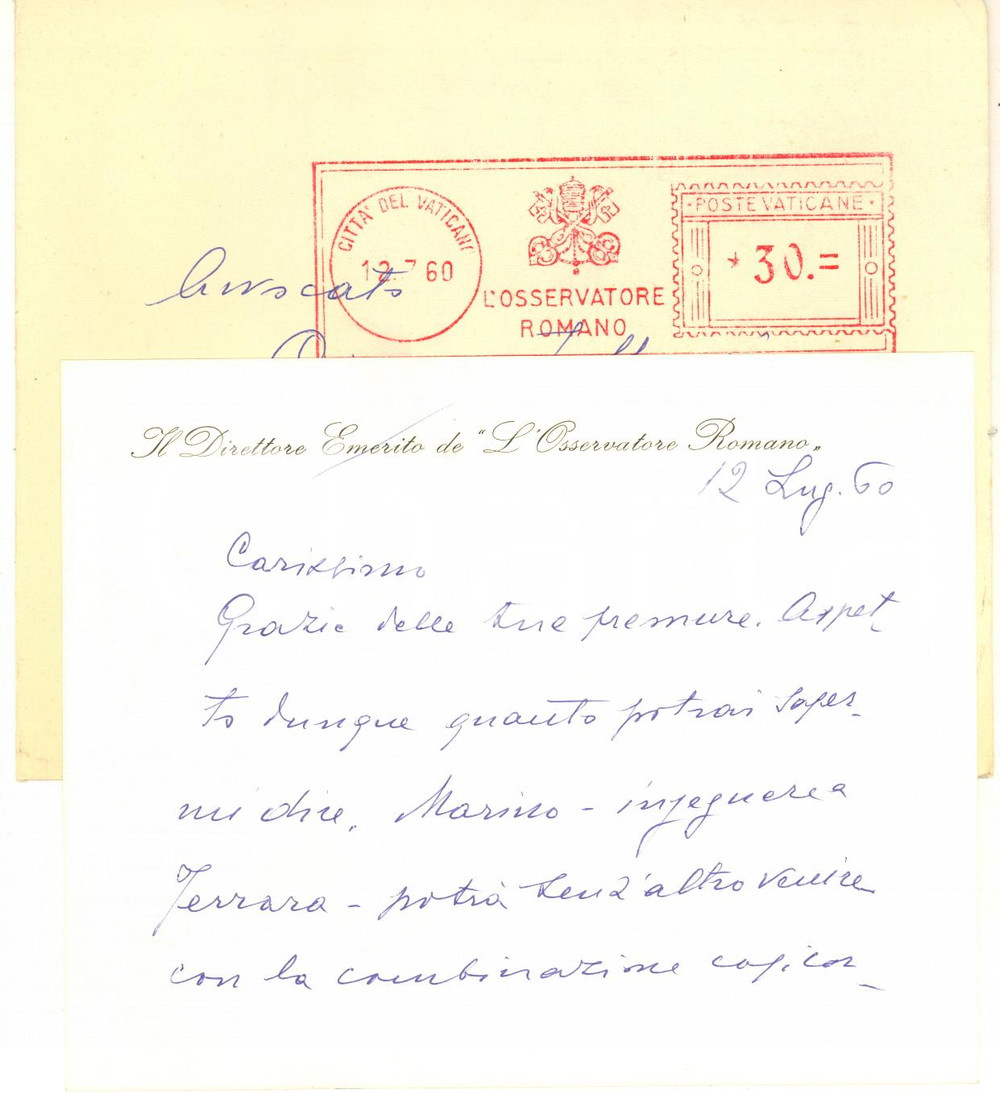 CITTA' DEL VATICANO
12.7 60
L'OSSERVATORE
ROMANO
·POSTE VATICANE·
* 30.=
Avvocato
Il Direttore Emerito de "L'Osservatore Romano„
12 Lug. 60
Carissimo
Grazie delle tue premure. Aspet-
to dunque quanto potrai saper-
mi dire. Marino - ingegnere a
Ferrara - potrà senz'altro venire
con la combinazione